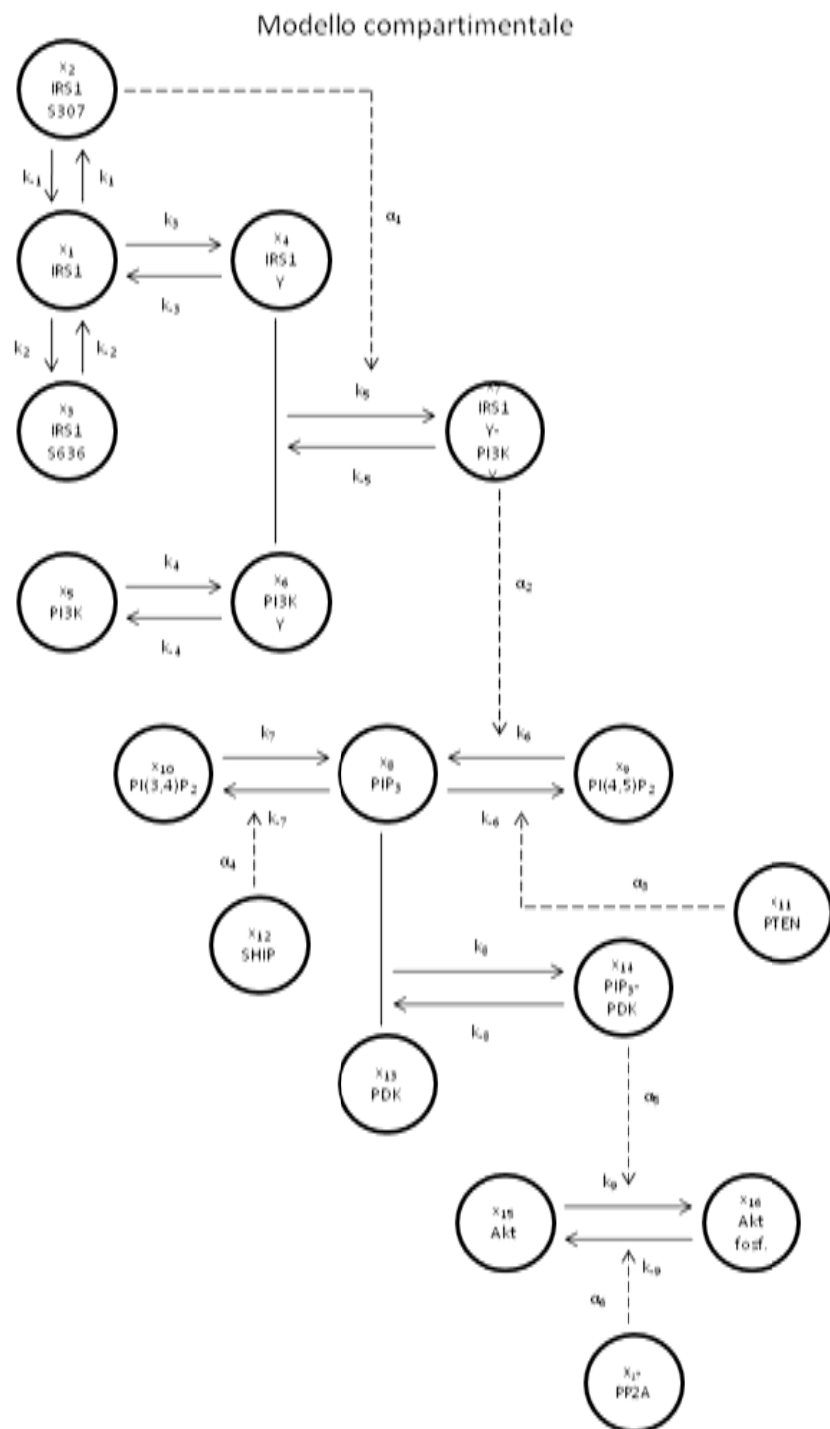 Modello compartimentale
x₂
IRS1
S307
k₋₁
k₁
α₁
x₁
IRS1
k₃
k₋₃
x₄
IRS1
Y
k₂
k₋₂
x₃
IRS1
S636
k₅
k₋₅
x₇
IRS1
Y-
PI3K
Y
x₅
PI3K
k₄
k₋₄
x₆
PI3K
Y
α₂
x₁₀
PI(3,4)P₂
k₇
k₋₇
x₈
PIP₃
k₆
k₋₆
x₉
PI(4,5)P₂
α₄
x₁₂
SHIP
α₃
x₁₁
PTEN
k₈
k₋₈
x₁₄
PIP₃-
PDK
x₁₃
PDK
α₅
x₁₅
Akt
k₉
k₋₉
x₁₆
Akt
fosf.
α₆
PP2A